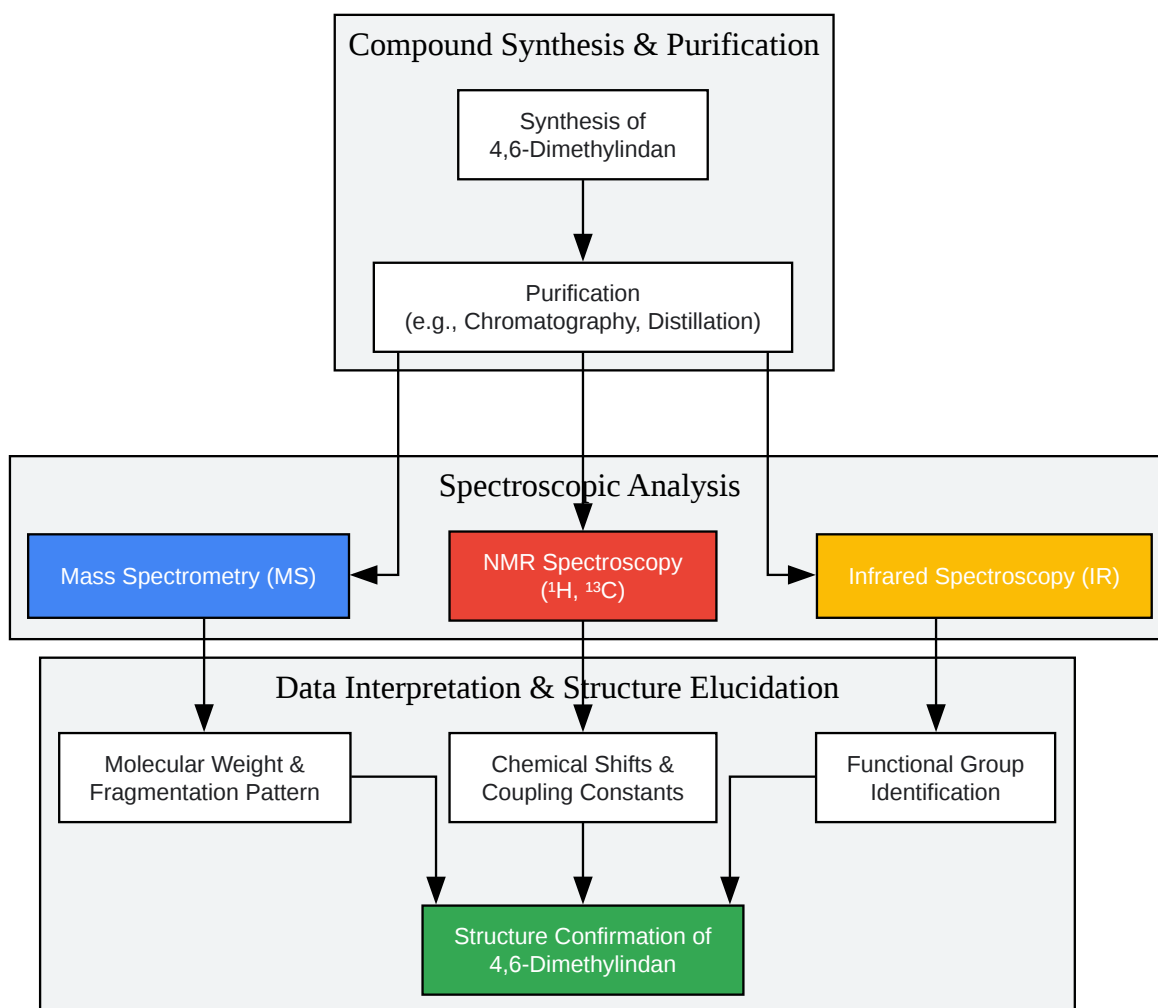 Compound Synthesis & Purification
Synthesis of
4,6-Dimethylindan
Purification
(e.g., Chromatography, Distillation)
Spectroscopic Analysis
Mass Spectrometry (MS)
NMR Spectroscopy
(¹H, ¹³C)
Infrared Spectroscopy (IR)
Data Interpretation & Structure Elucidation
Molecular Weight &
Fragmentation Pattern
Chemical Shifts &
Coupling Constants
Functional Group
Identification
Structure Confirmation of
4,6-Dimethylindan